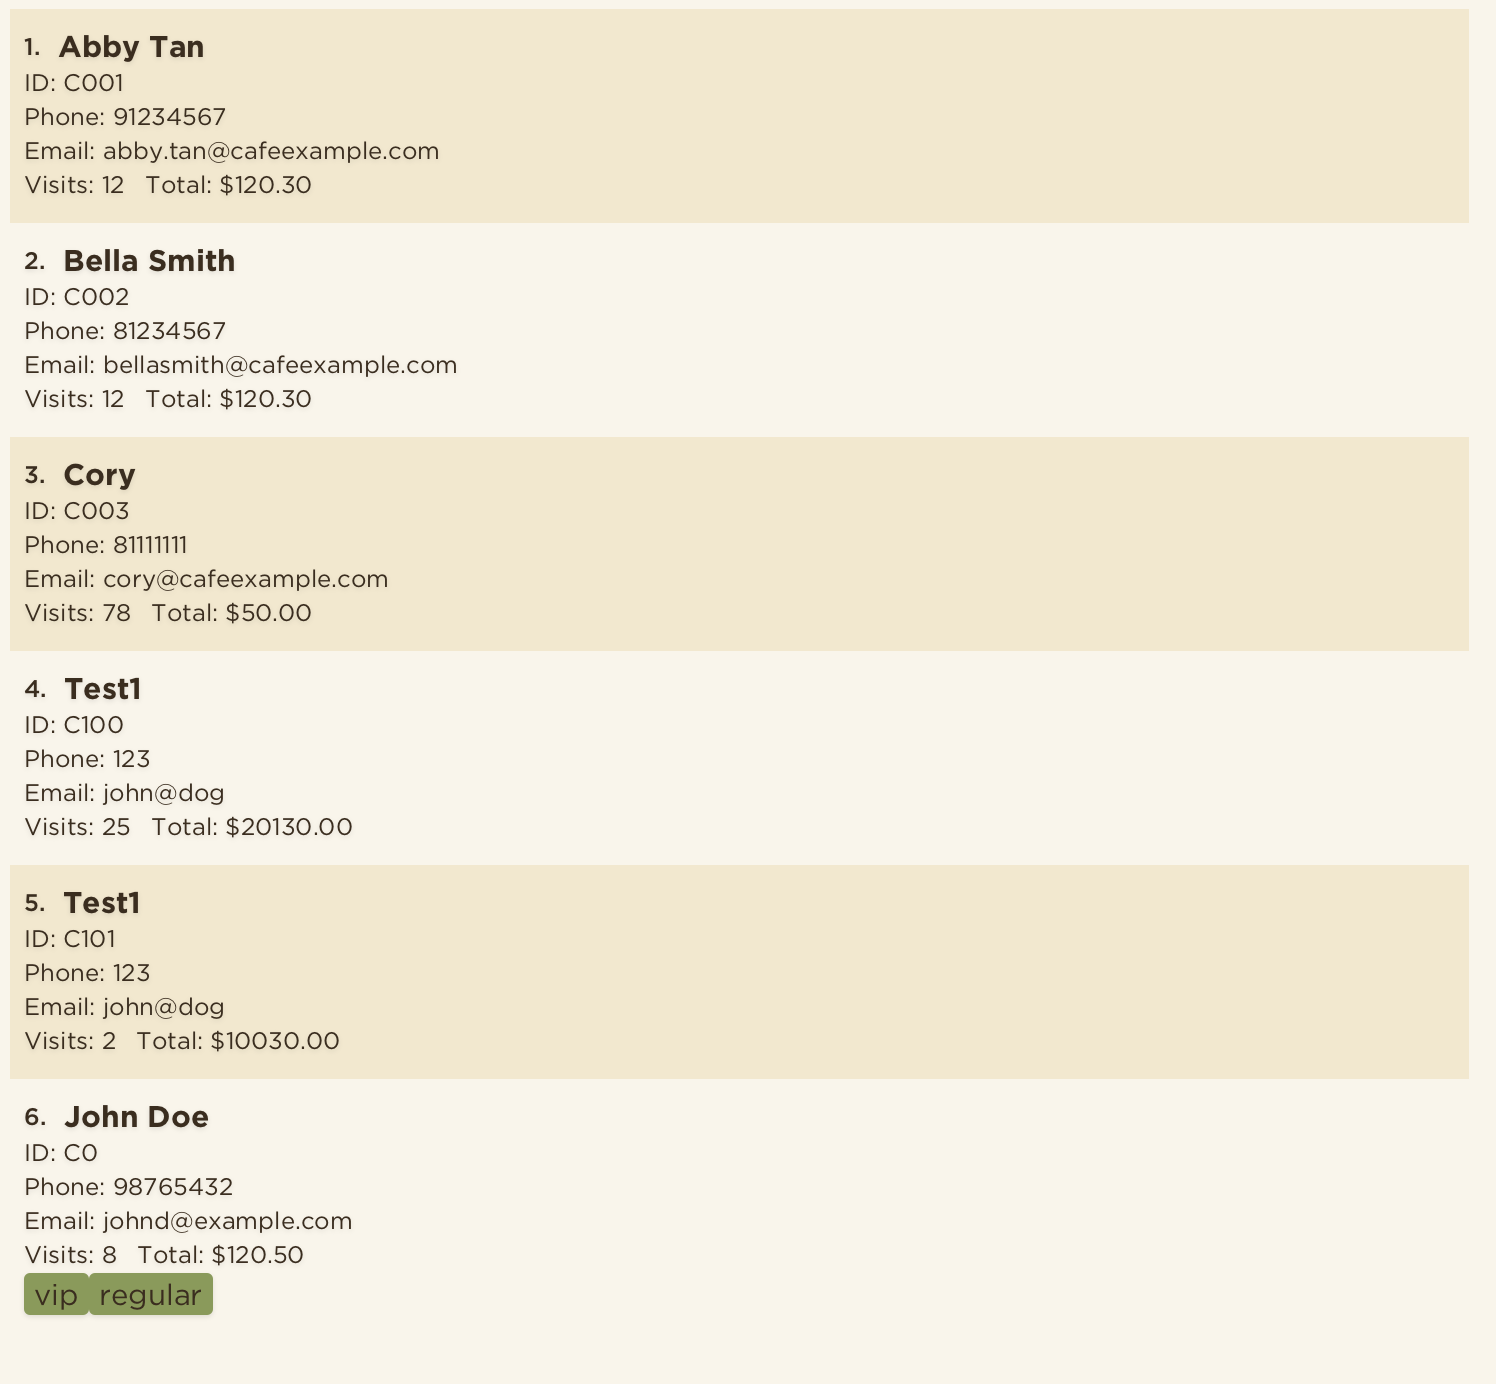 1. Abby Tan
ID: C001
Phone: 91234567
Email: abby.tan@cafeexample.com
Visits: 12 Total: $120.30
2. Bella Smith
ID: C002
Phone: 81234567
Email: bellasmith@cafeexample.com
Visits: 12 Total: $120.30
3. Cory
ID: C003
Phone: 81111111
Email: cory@cafeexample.com
Visits: 78 Total: $50.00
4. Test1
ID: C100
Phone: 123
Email: john@dog
Visits: 25 Total: $20130.00
5. Test1
ID: C101
Phone: 123
Email: john@dog
Visits: 2 Total: $10030.00
6. John Doe
ID: C0
Phone: 98765432
Email: johnd@example.com
Visits: 8 Total: $120.50
vip regular